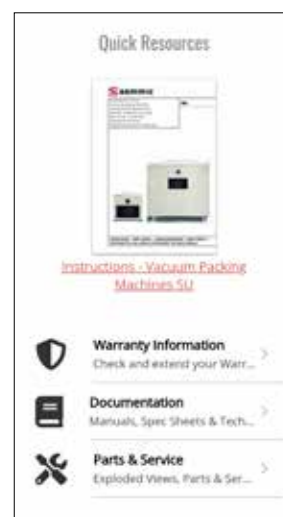 Quick Resources
Sammic
Instructions - Vacuum Packing
Machines SU
Warranty Information
Check and extend your Warr...
Documentation
Manuals, Spec Sheets & Tech...
Parts & Service
Exploded Views, Parts & Ser...